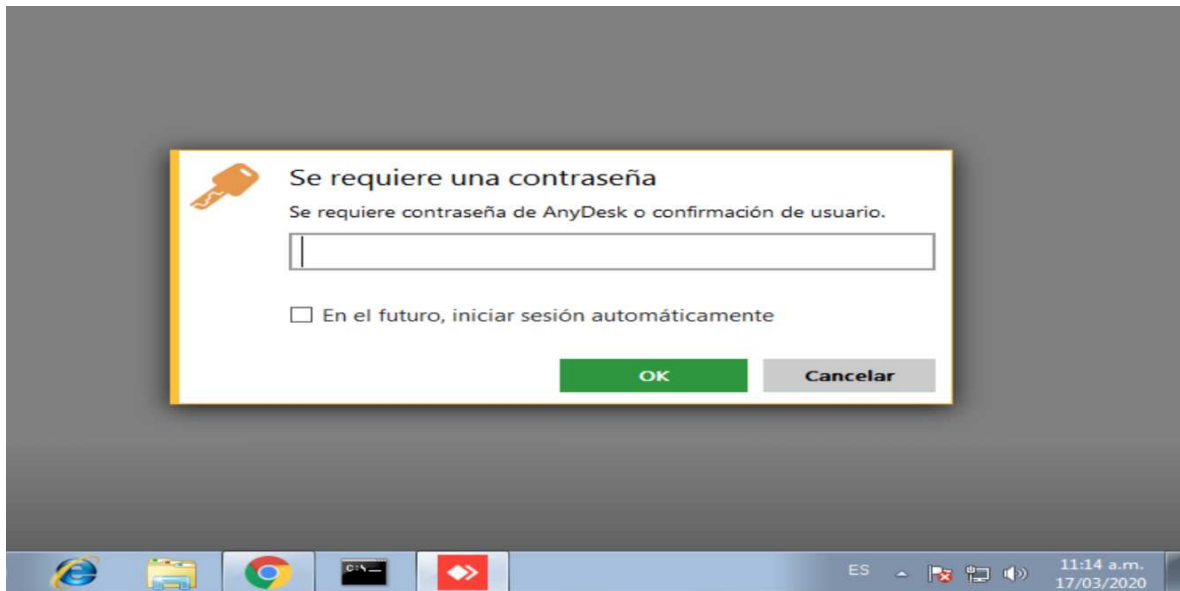 Se requiere una contraseña
Se requiere contraseña de AnyDesk o confirmación de usuario.
En el futuro, iniciar sesión automáticamente
OK Cancelar
C:\
ES 11:14 a.m.
17/03/2020